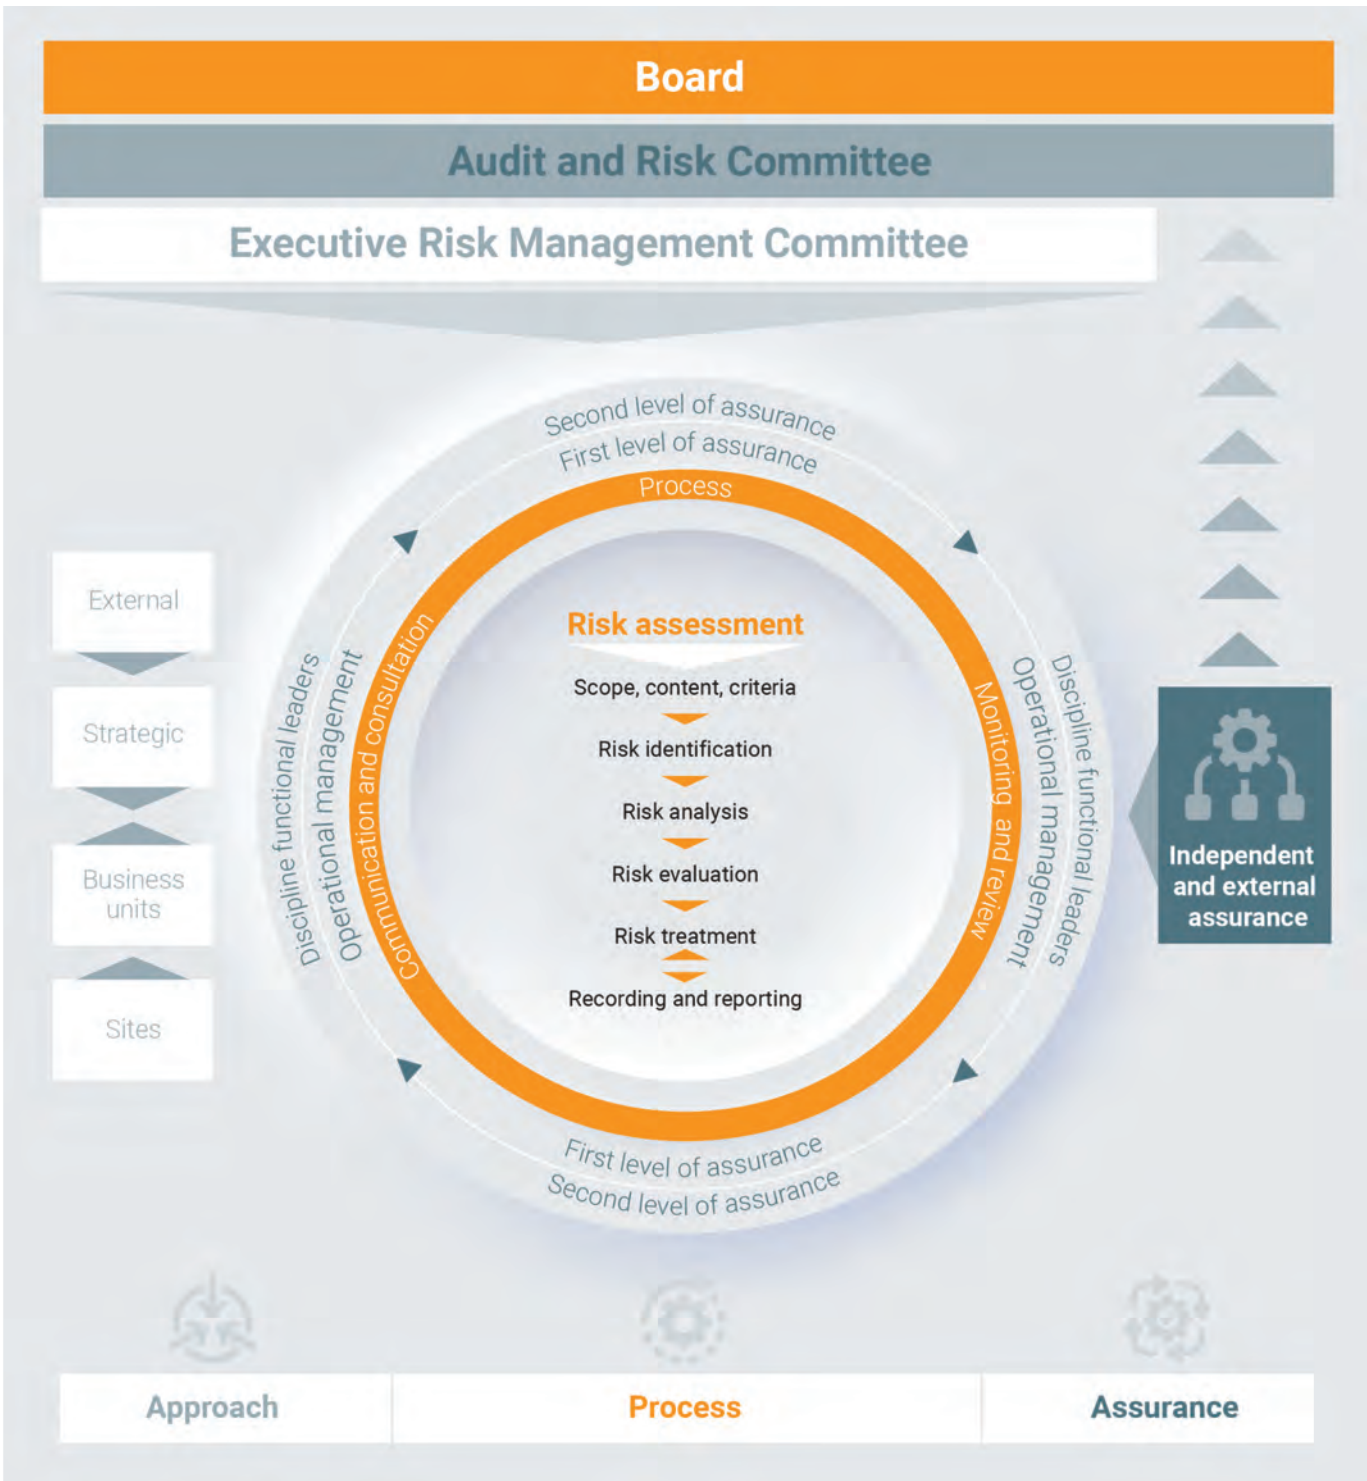 Board
Audit and Risk Committee
Executive Risk Management Committee
Second level of assurance
First level of assurance
Process
External
Strategic
Business
units
Sites
Discipline functional leaders
Operational management
Communication and consultation
Risk assessment
Scope, content, criteria
Risk identification
Risk analysis
Risk evaluation
Risk treatment
Recording and reporting
Monitoring and review
Operational management
Discipline functional leaders
Independent
and external
assurance
First level of assurance
Second level of assurance
Approach
Process
Assurance